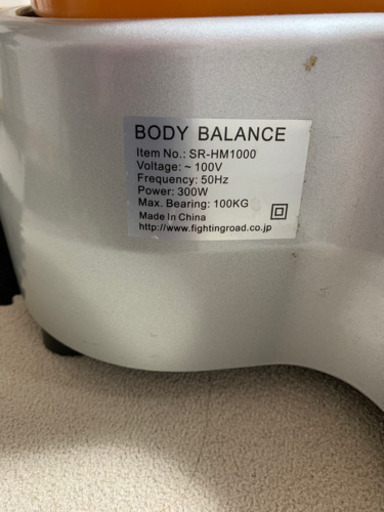 BODY BALANCE
Item No.: SR-HM1000
Voltage: ~ 100V
Frequency: 50Hz
Power: 300W
Max. Bearing: 100KG
Made In China
http://www.fightingroad.co.jp